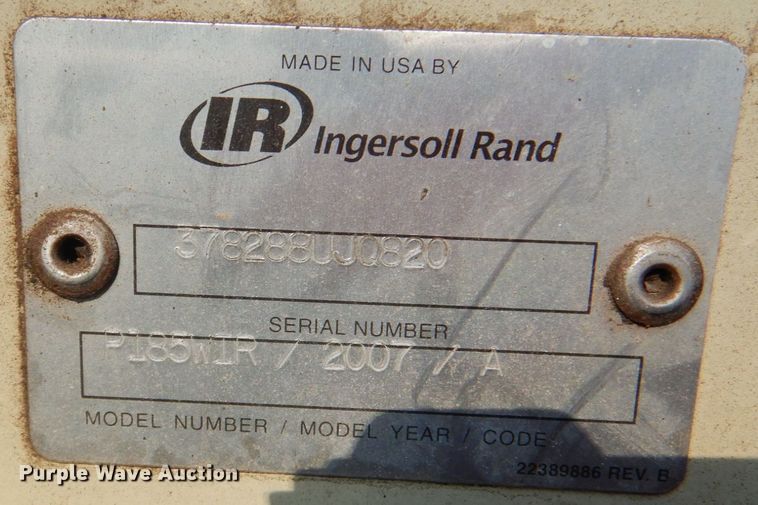 MADE IN USA BY
IR Ingersoll Rand
378288UJQ820
SERIAL NUMBER
P185WIR / 2007 / A
MODEL NUMBER / MODEL YEAR / CODE
22389886 REV. B
Purple Wave Auction